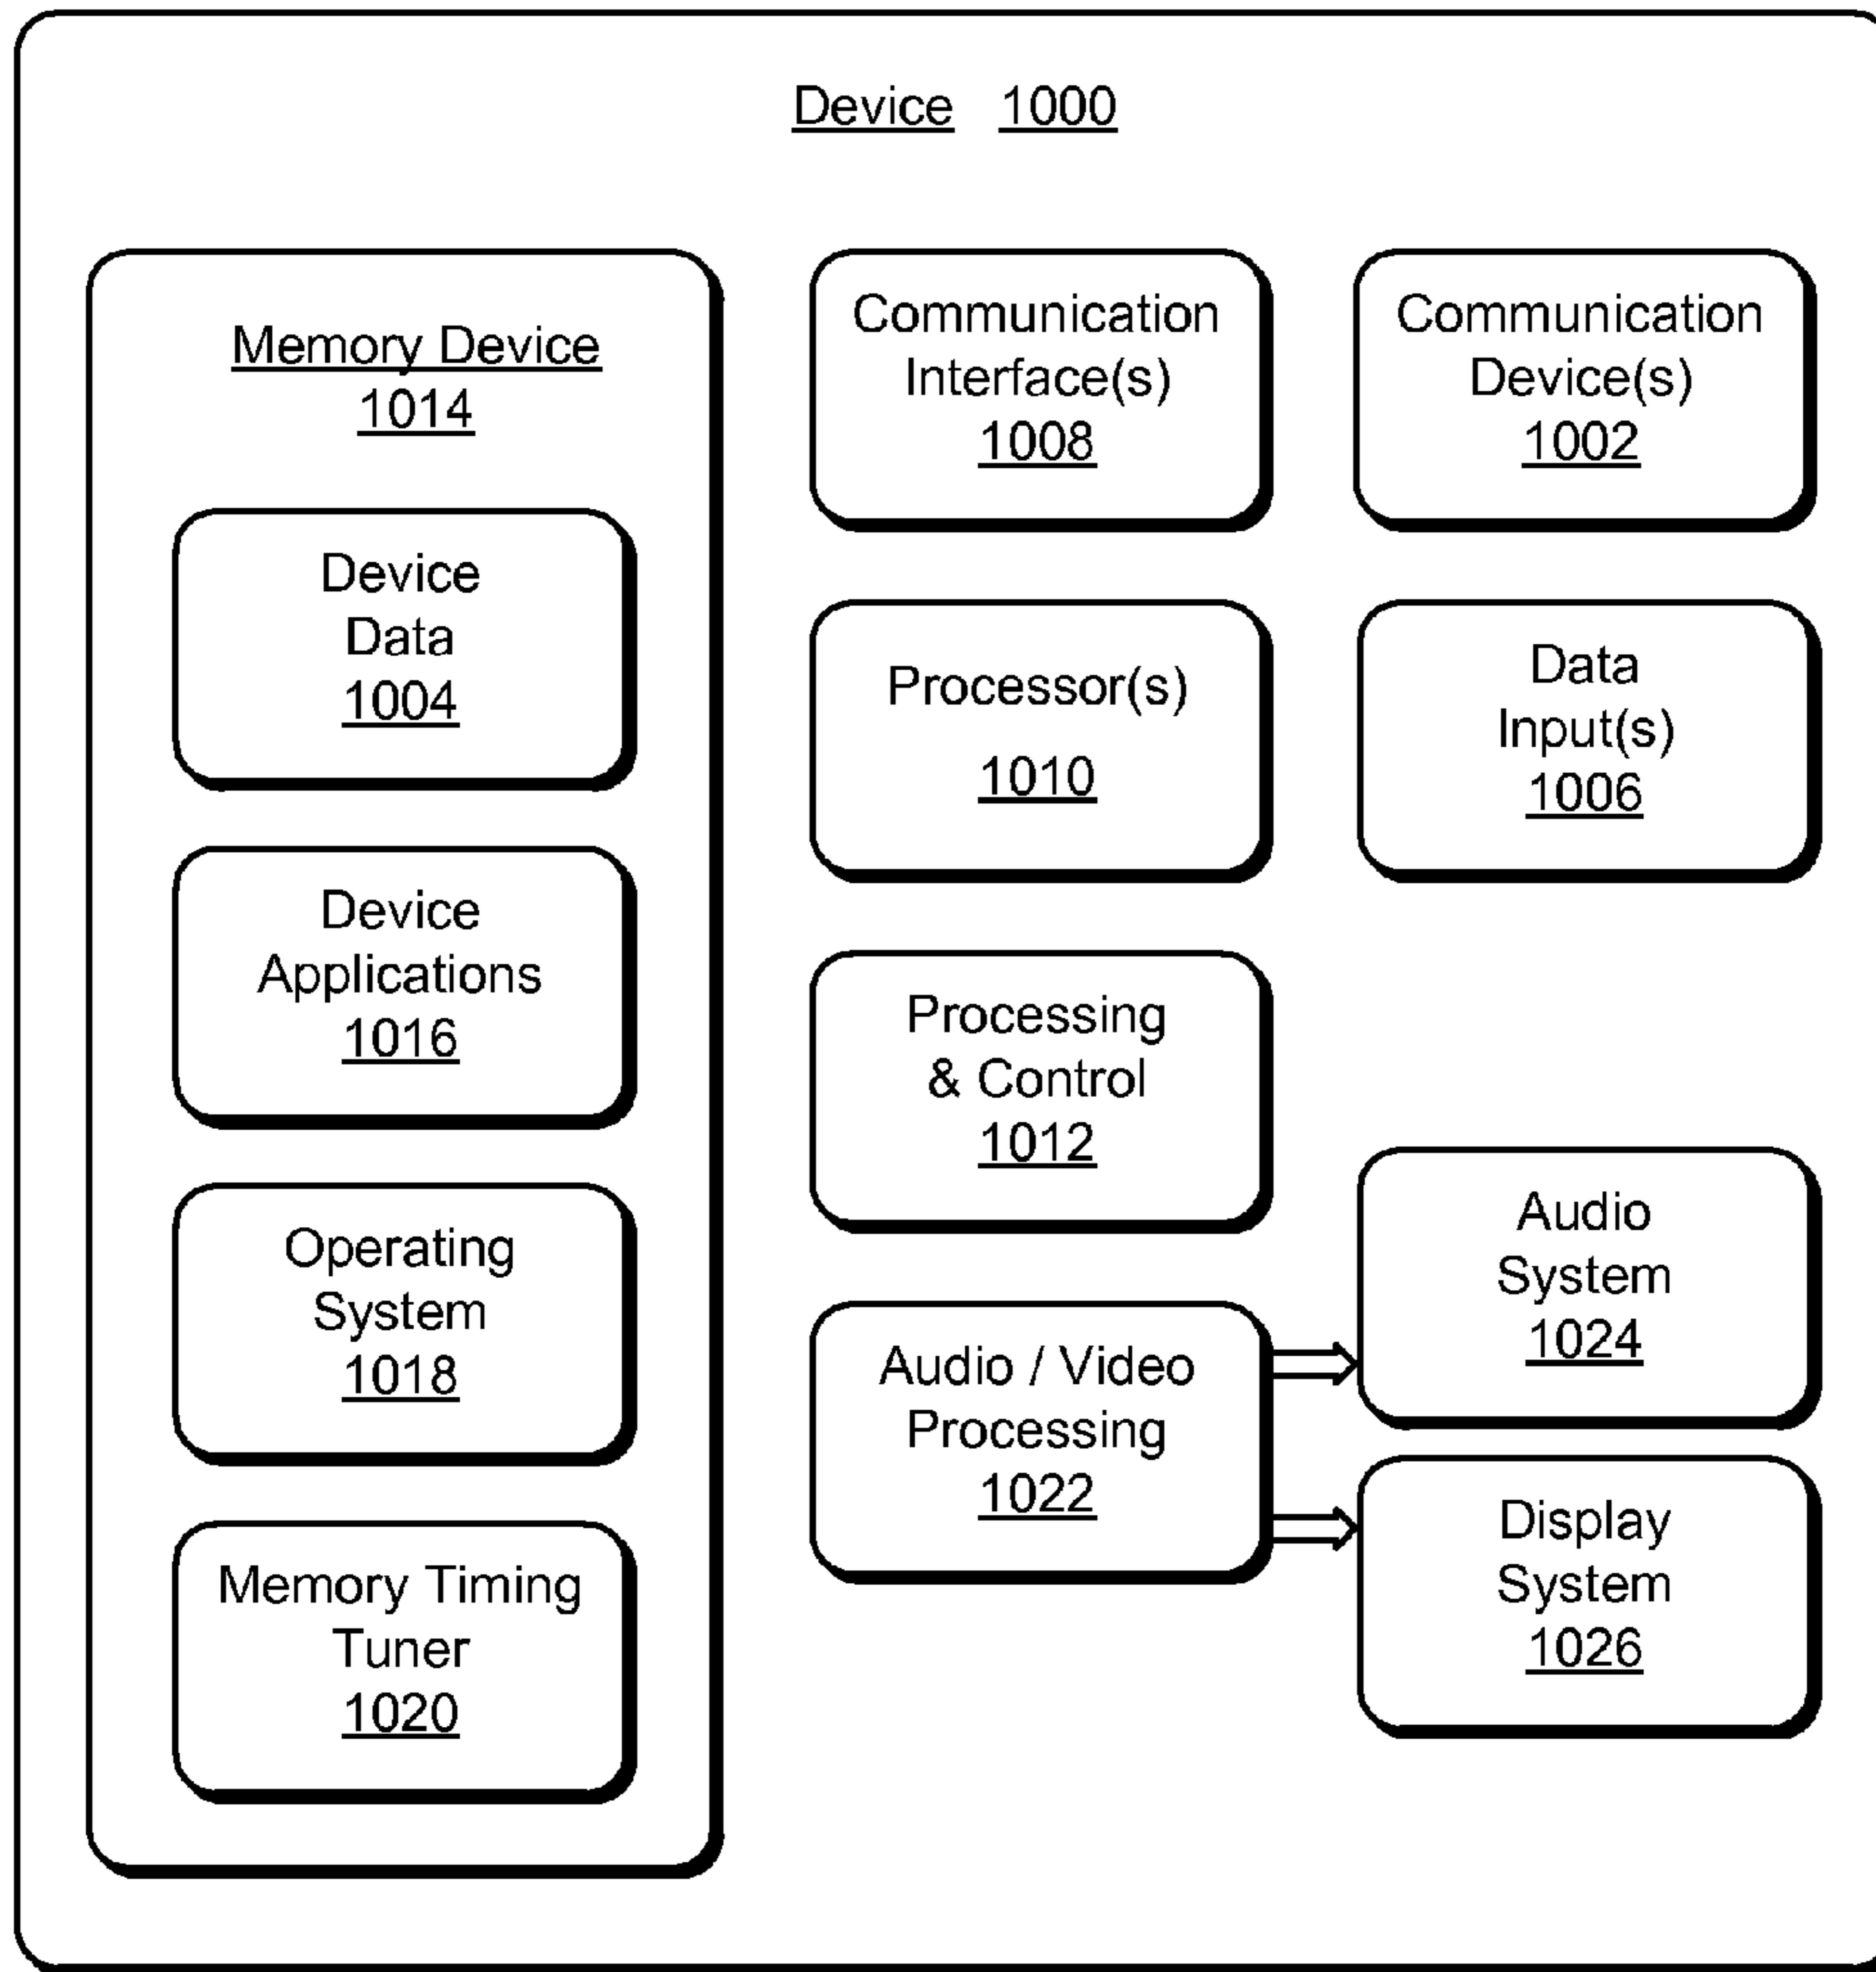 Device 1000
Memory Device
1014
Device
Data
1004
Device
Applications
1016
Operating
System
1018
Memory Timing
Tuner
1020
Communication
Interface(s)
1008
Processor(s)
1010
Processing
& Control
1012
Audio / Video
Processing
1022
Communication
Device(s)
1002
Data
Input(s)
1006
Audio
System
1024
Display
System
1026